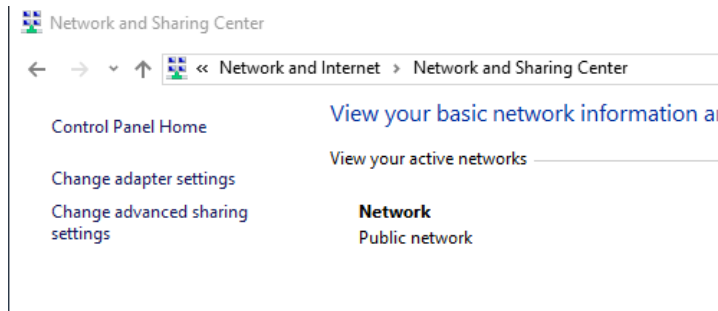 Network and Sharing Center
« Network and Internet > Network and Sharing Center
Control Panel Home
Change adapter settings
Change advanced sharing
settings
View your basic network information a
View your active networks
Network
Public network